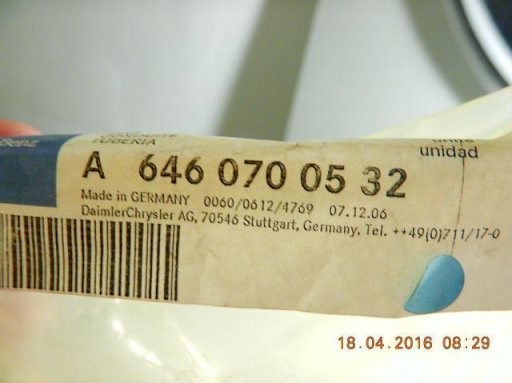 TUBERIA
unidad
A 646 070 05 32
Made in GERMANY 0060/0612/4769 07.12.06
DaimlerChrysler AG, 70546 Stuttgart, Germany, Tel. ++49(0)711/17-0
18.04.2016 08:29